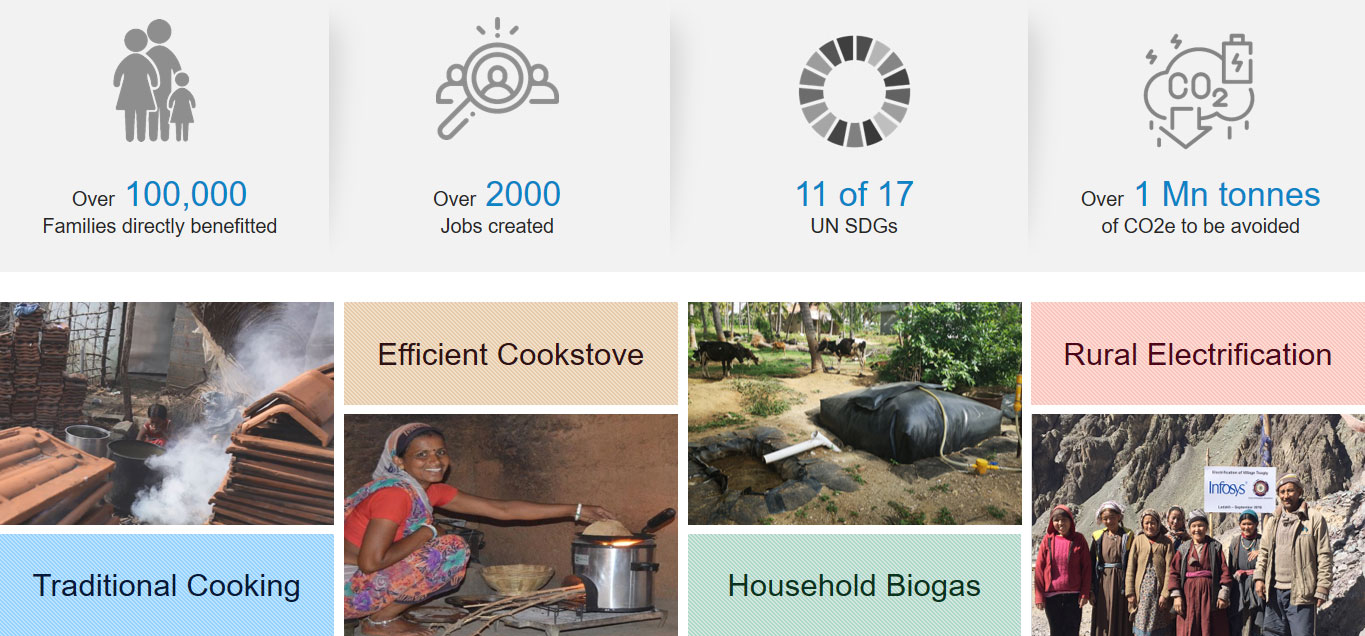 CO2
Over 100,000
Families directly benefitted
Over 2000
Jobs created
11 of 17
UN SDGs
Over 1 Mn tonnes
of CO2e to be avoided
Efficient Cookstove
Rural Electrification
Electrification of Village
Infosys
Ladakh - September 2016
Traditional Cooking
Household Biogas